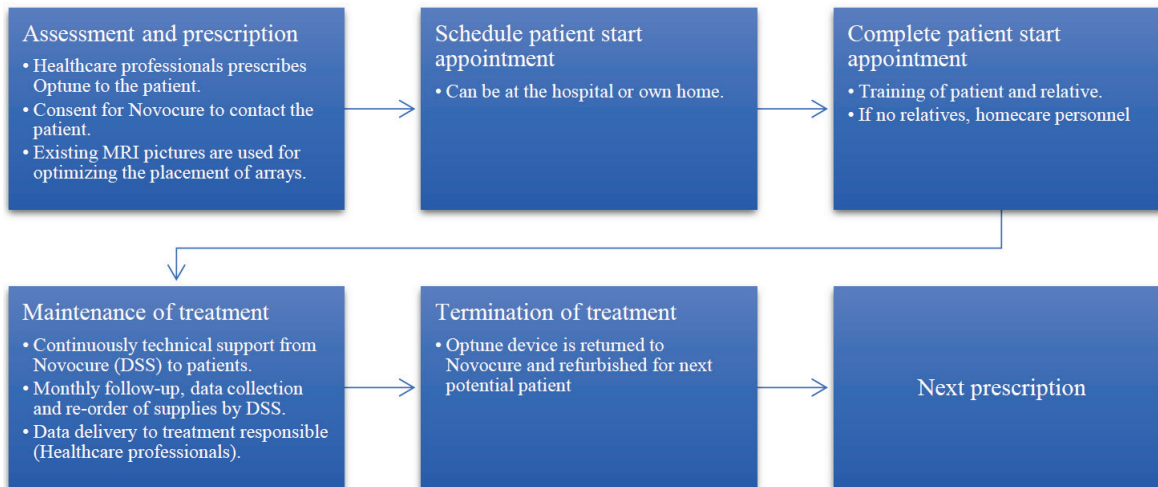 Assessment and prescription
• Healthcare professionals prescribes
Optune to the patient.
• Consent for Novocure to contact the
patient.
• Existing MRI pictures are used for
optimizing the placement of arrays.
Schedule patient start
appointment
• Can be at the hospital or own home.
Complete patient start
appointment
• Training of patient and relative.
• If no relatives, homecare personnel
Maintenance of treatment
• Continuously technical support from
Novocure (DSS) to patients.
• Monthly follow-up, data collection
and re-order of supplies by DSS.
• Data delivery to treatment responsible
(Healthcare professionals).
Termination of treatment
• Optune device is returned to
Novocure and refurbished for next
potential patient
Next prescription